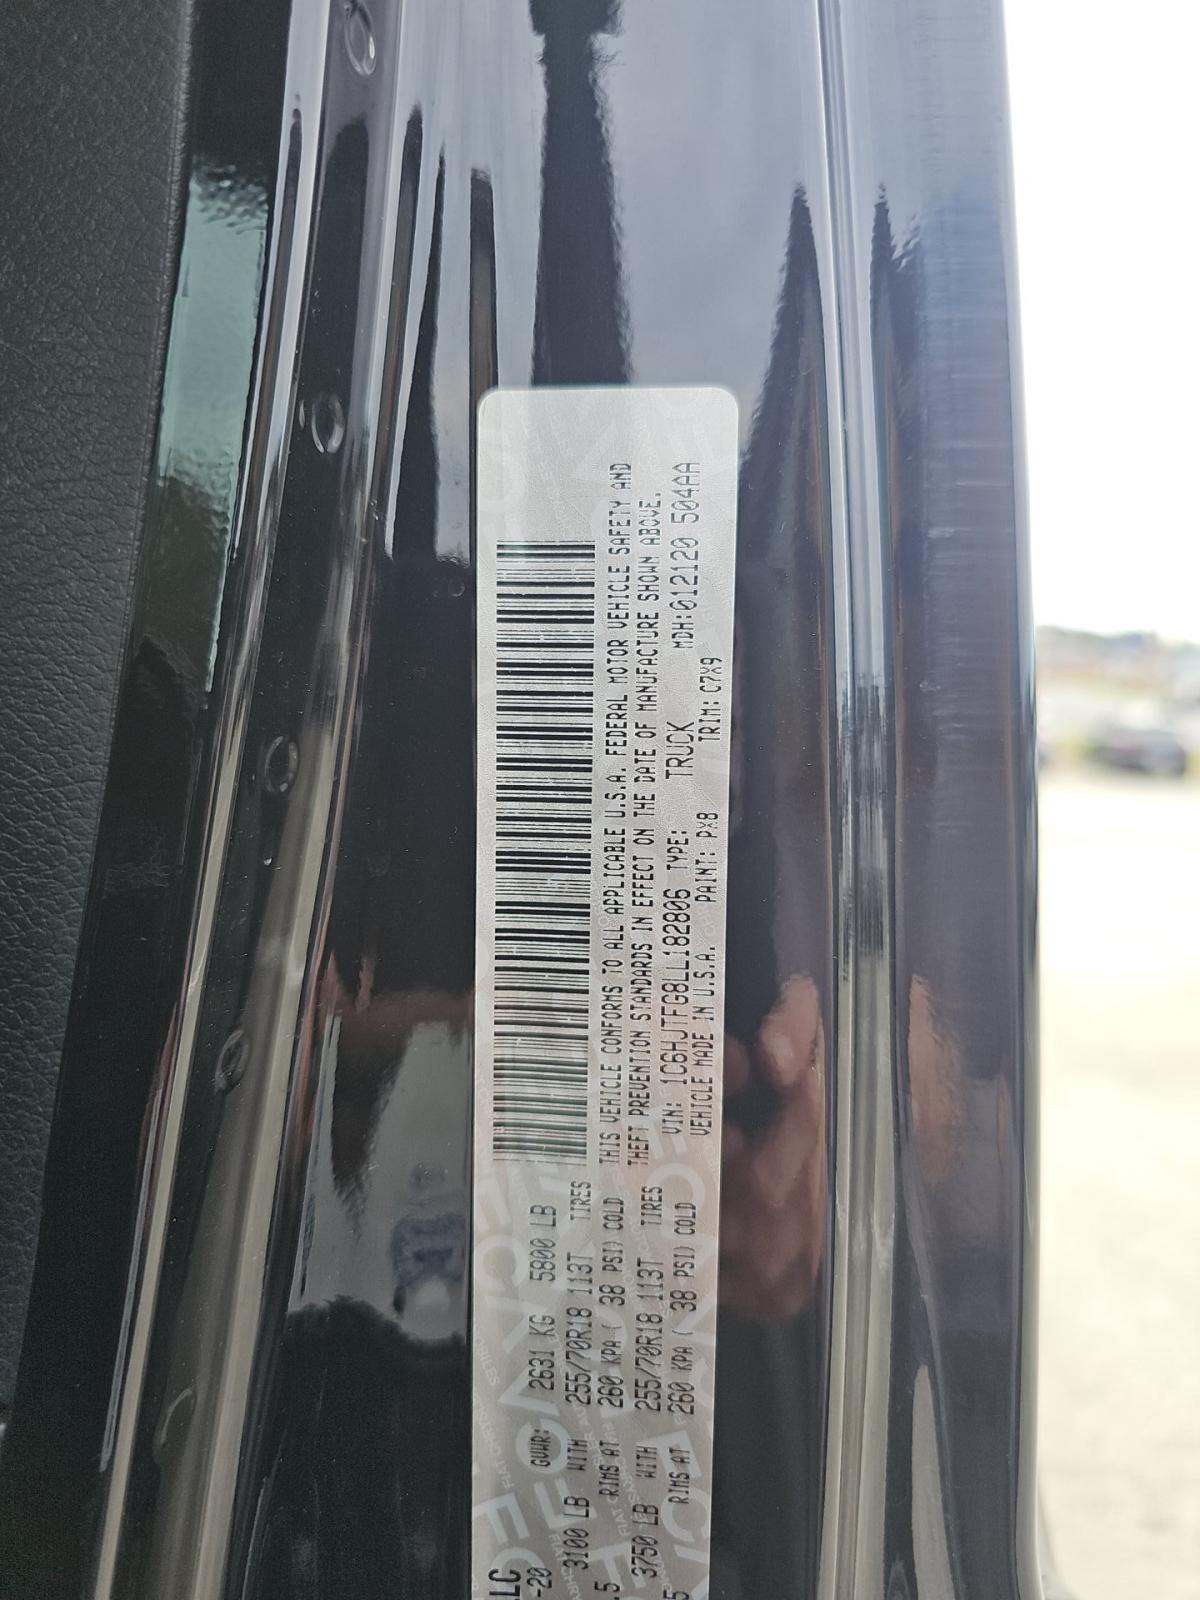 LC
-20 GVWR: 2631 KG 5800 LB
3100 LB WITH 255/70R18 113T TIRES
.5 RIMS AT 260 KPA ( 38 PSI) COLD
3750 LB WITH 255/70R18 113T TIRES
5 RIMS AT 260 KPA ( 38 PSI) COLD
THIS VEHICLE CONFORMS TO ALL APPLICABLE U.S.A. FEDERAL MOTOR VEHICLE SAFETY AND
THEFT PREVENTION STANDARDS IN EFFECT ON THE DATE OF MANUFACTURE SHOWN ABOVE.
VIN: 1C6HJTFG8LL182806 TYPE: TRUCK MDH:012120 504AA
VEHICLE MADE IN U.S.A. PAINT: PX8 TRIM: C7X9